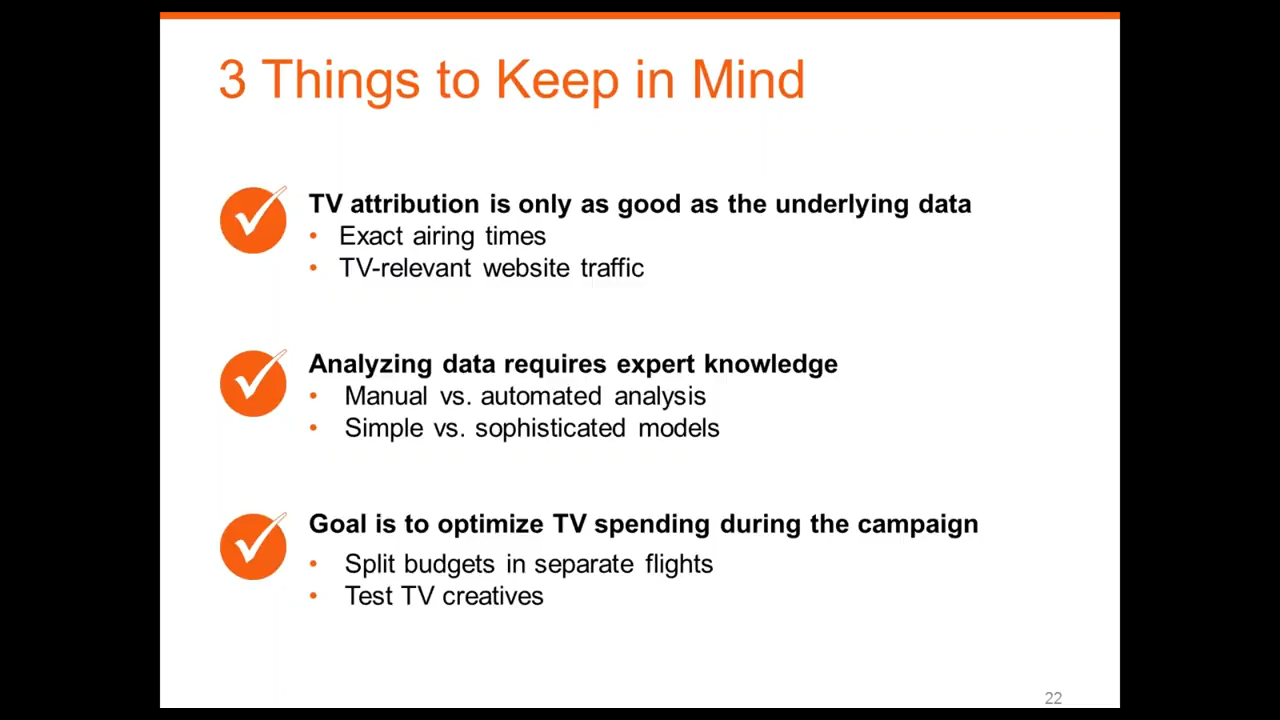 3 Things to Keep in Mind
TV attribution is only as good as the underlying data
• Exact airing times
• TV-relevant website traffic
Analyzing data requires expert knowledge
• Manual vs. automated analysis
• Simple vs. sophisticated models
Goal is to optimize TV spending during the campaign
• Split budgets in separate flights
• Test TV creatives
22